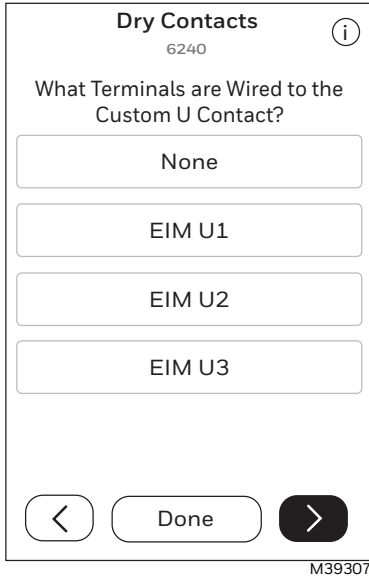 Dry Contacts
6240
What Terminals are Wired to the
Custom U Contact?
None
EIM U1
EIM U2
EIM U3
Done
M39307